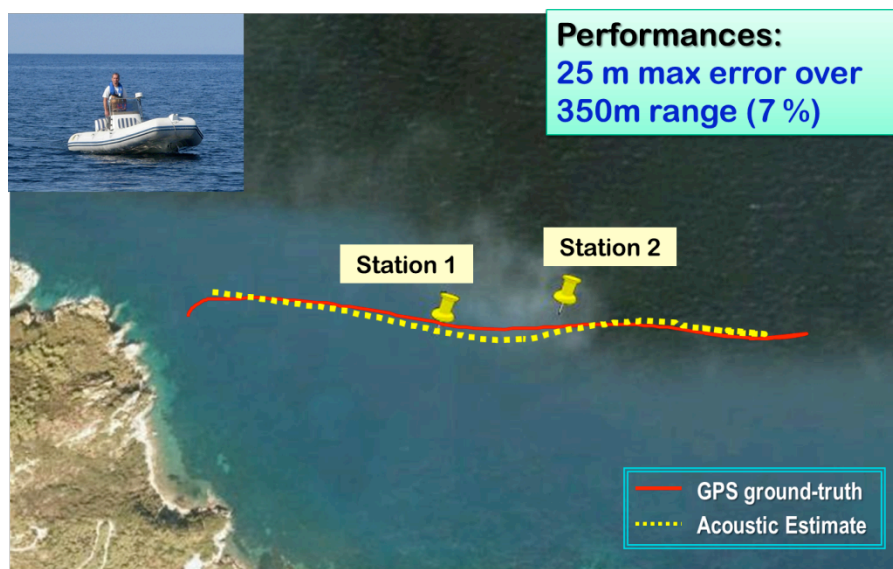 Performances:
25 m max error over
350m range (7 %)
Station 2
Station 1
GPS ground-truth
Acoustic Estimate